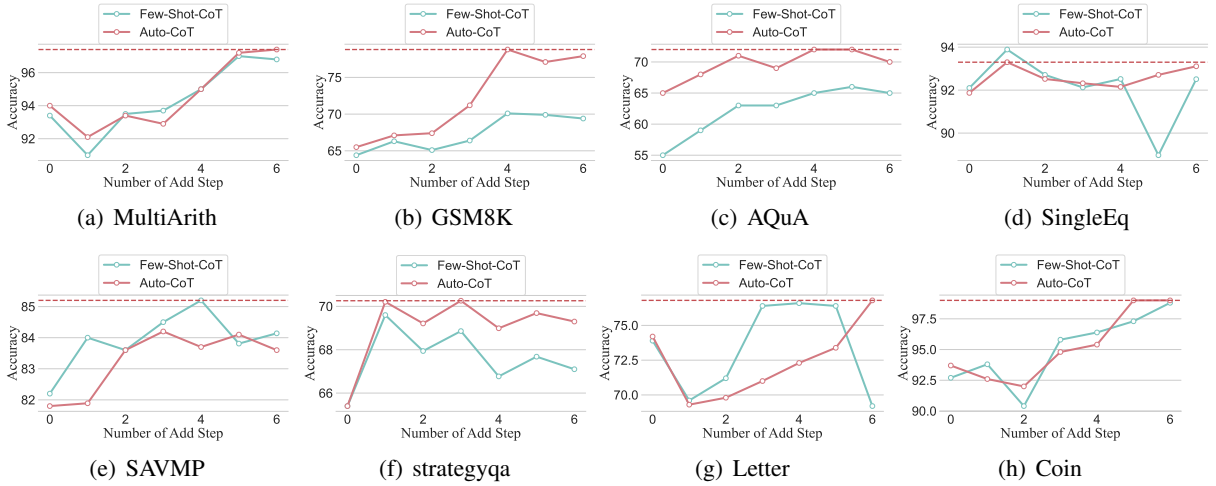 Few-Shot-CoT
Auto-CoT
Accuracy
96
94
92
0 2 4 6
Number of Add Step
(a) MultiArith
Few-Shot-CoT
Auto-CoT
Accuracy
75
70
65
0 2 4 6
Number of Add Step
(b) GSM8K
Few-Shot-CoT
Auto-CoT
Accuracy
70
65
60
55
0 2 4 6
Number of Add Step
(c) AQuA
Few-Shot-CoT
Auto-CoT
Accuracy
94
92
90
0 2 4 6
Number of Add Step
(d) SingleEq
Few-Shot-CoT
Auto-CoT
Accuracy
85
84
83
82
0 2 4 6
Number of Add Step
(e) SAVMP
Few-Shot-CoT
Auto-CoT
Accuracy
70
68
66
0 2 4 6
Number of Add Step
(f) strategyqa
Few-Shot-CoT
Auto-CoT
Accuracy
75.0
72.5
70.0
0 2 4 6
Number of Add Step
(g) Letter
Few-Shot-CoT
Auto-CoT
Accuracy
97.5
95.0
92.5
90.0
0 2 4 6
Number of Add Step
(h) Coin